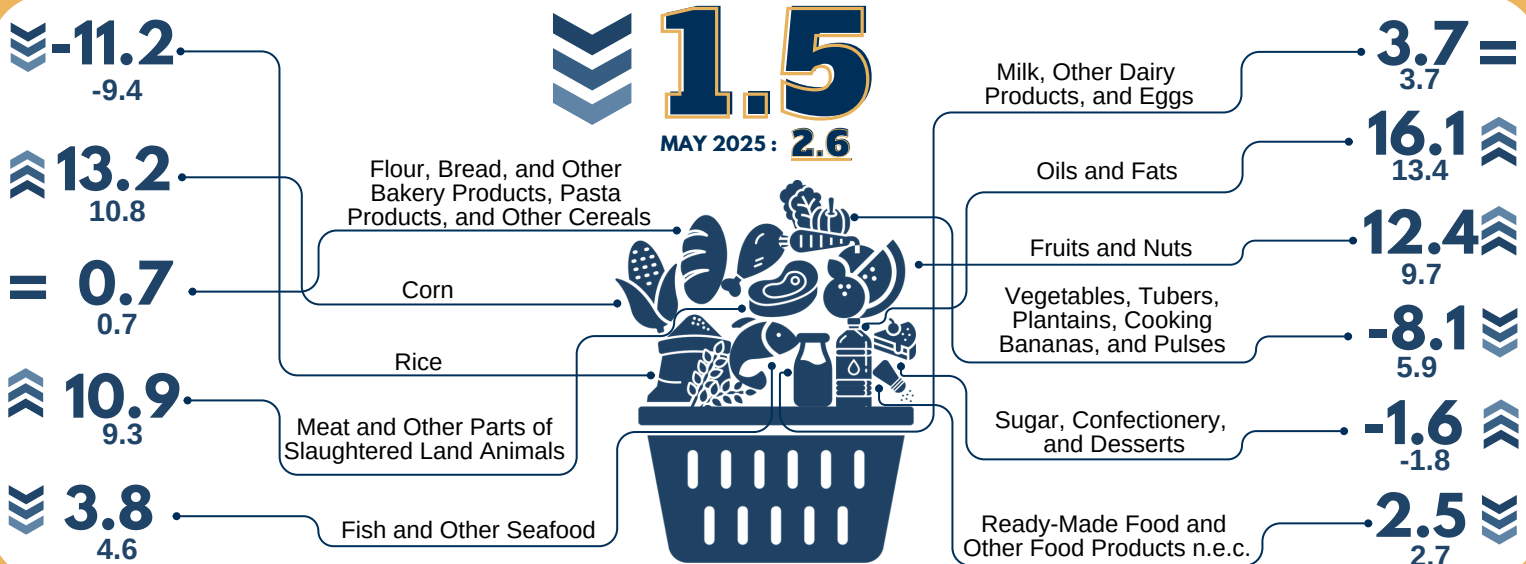 1.5
MAY 2025 : 2.6
-11.2
-9.4
Rice
13.2
10.8
Corn
= 0.7
0.7
Flour, Bread, and Other
Bakery Products, Pasta
Products, and Other Cereals
10.9
9.3
Meat and Other Parts of
Slaughtered Land Animals
3.8
4.6
Fish and Other Seafood
Milk, Other Dairy
Products, and Eggs
3.7 =
3.7
Oils and Fats
16.1
13.4
Fruits and Nuts
12.4
9.7
Vegetables, Tubers,
Plantains, Cooking
Bananas, and Pulses
-8.1
5.9
Sugar, Confectionery,
and Desserts
-1.6
-1.8
Ready-Made Food and
Other Food Products n.e.c.
2.5
2.7